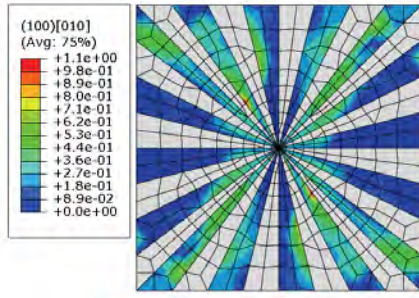 (100)[010]
(Avg: 75%)
+1.1e+00
+9.8e-01
+8.9e-01
+8.0e-01
+7.1e-01
+6.2e-01
+5.3e-01
+4.4e-01
+3.6e-01
+2.7e-01
+1.8e-01
+8.9e-02
+0.0e+00